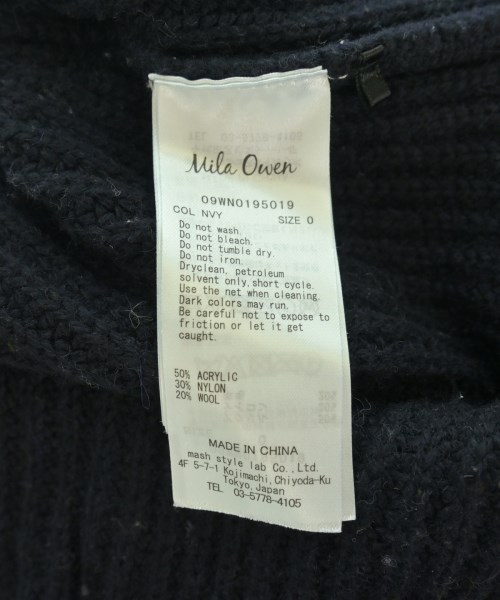 Mila Owen
09WN0195019
COL NVY SIZE 0
Do not wash.
Do not bleach.
Do not tumble dry.
Do not iron.
Dryclean, petroleum
solvent only, short cycle.
Use the net when cleaning.
Dark colors may run.
Be careful not to expose to
friction or let it get
caught.
50% ACRYLIC
30% NYLON
20% WOOL
MADE IN CHINA
mash style lab Co., Ltd.
4F 5-7-1 Kojimachi, Chiyoda-Ku
Tokyo, Japan
TEL 03-5778-4105